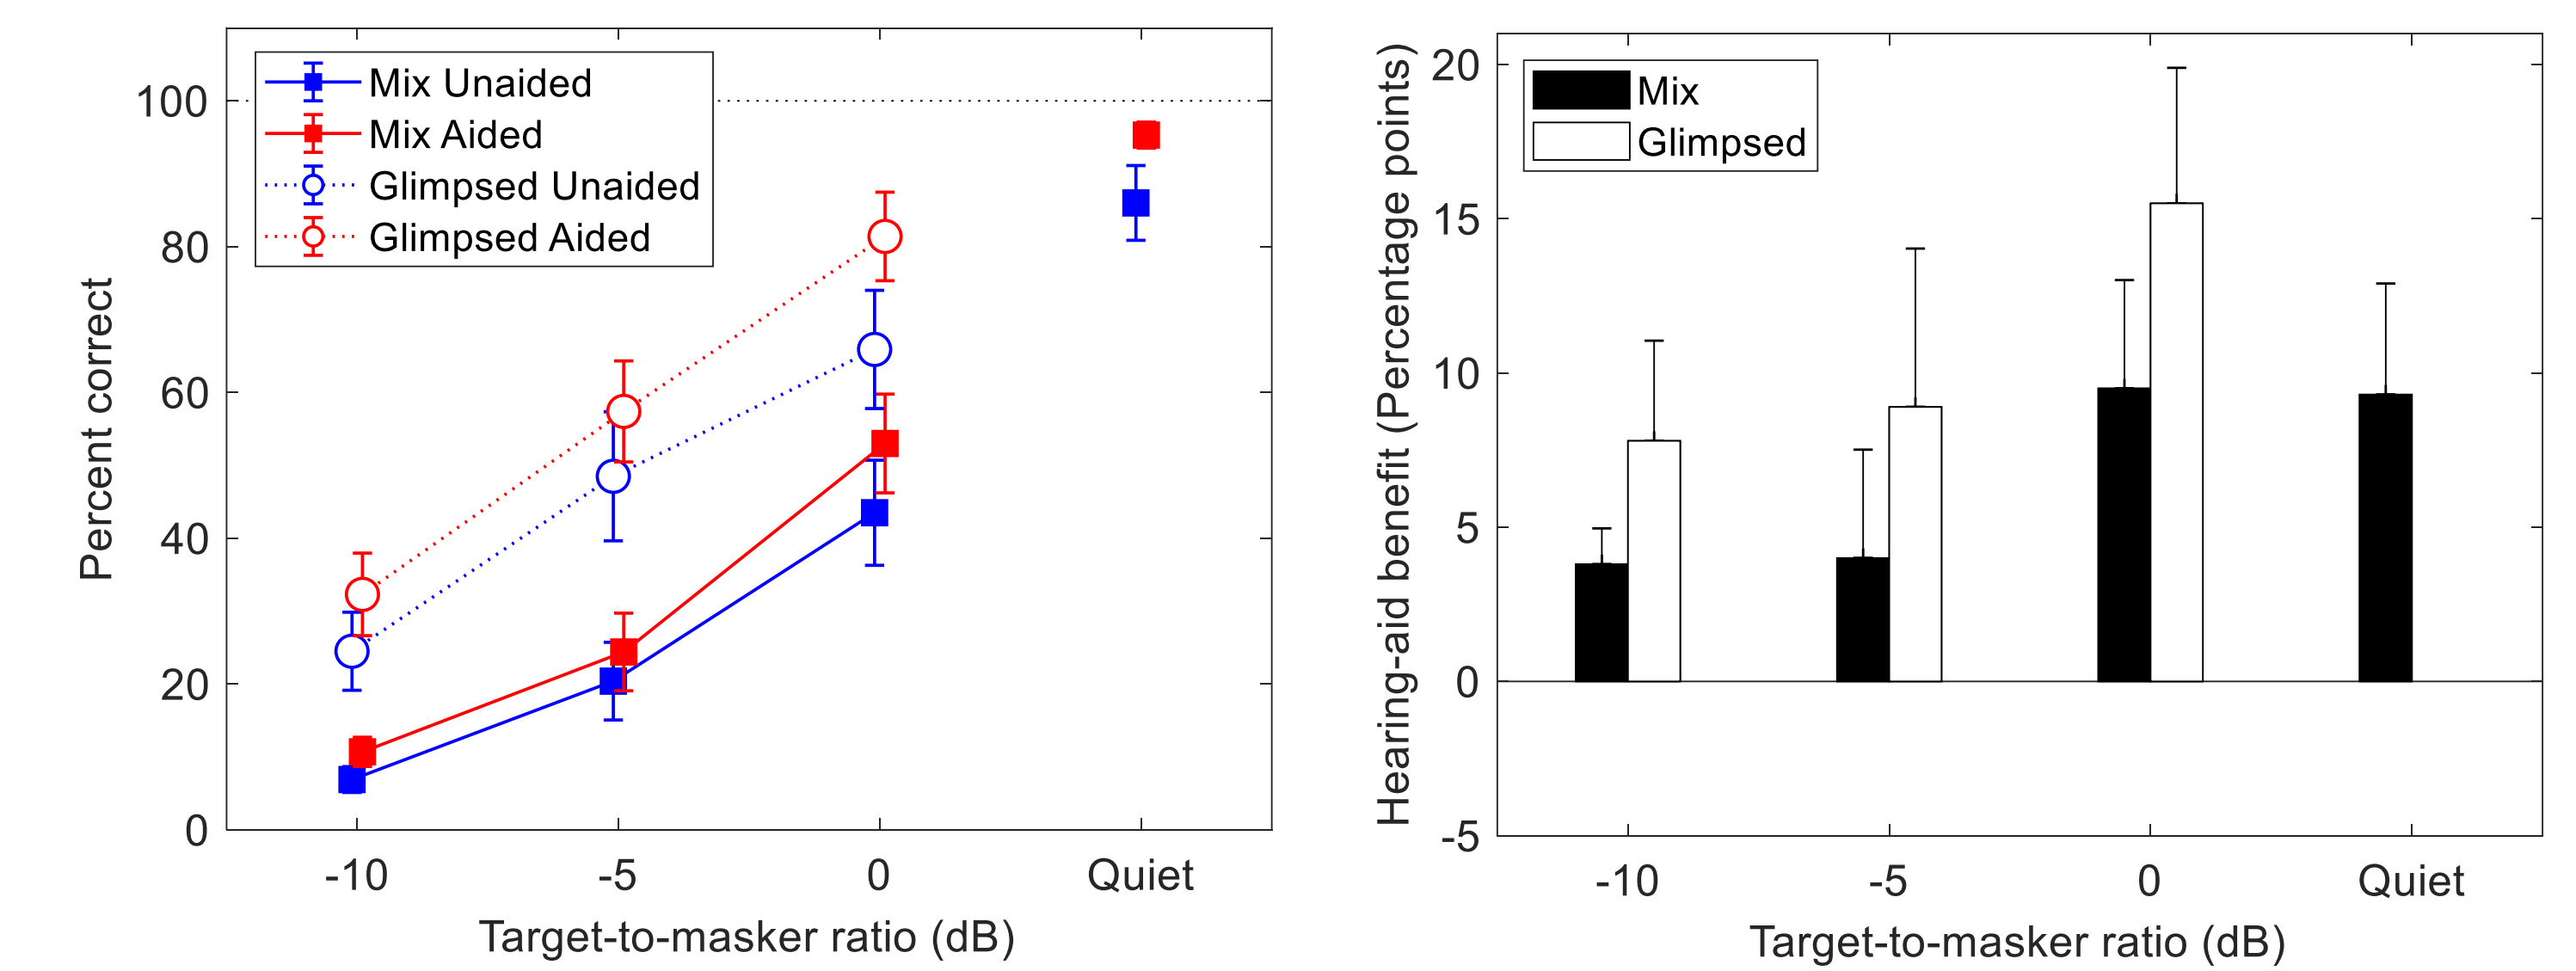 Mix Unaided
Mix Aided
Glimpsed Unaided
Glimpsed Aided
100
80
60
40
20
0
Percent correct
-10 -5 0 Quiet
Target-to-masker ratio (dB)
Mix
Glimpsed
20
15
10
5
0
-5
Hearing-aid benefit (Percentage points)
-10 -5 0 Quiet
Target-to-masker ratio (dB)